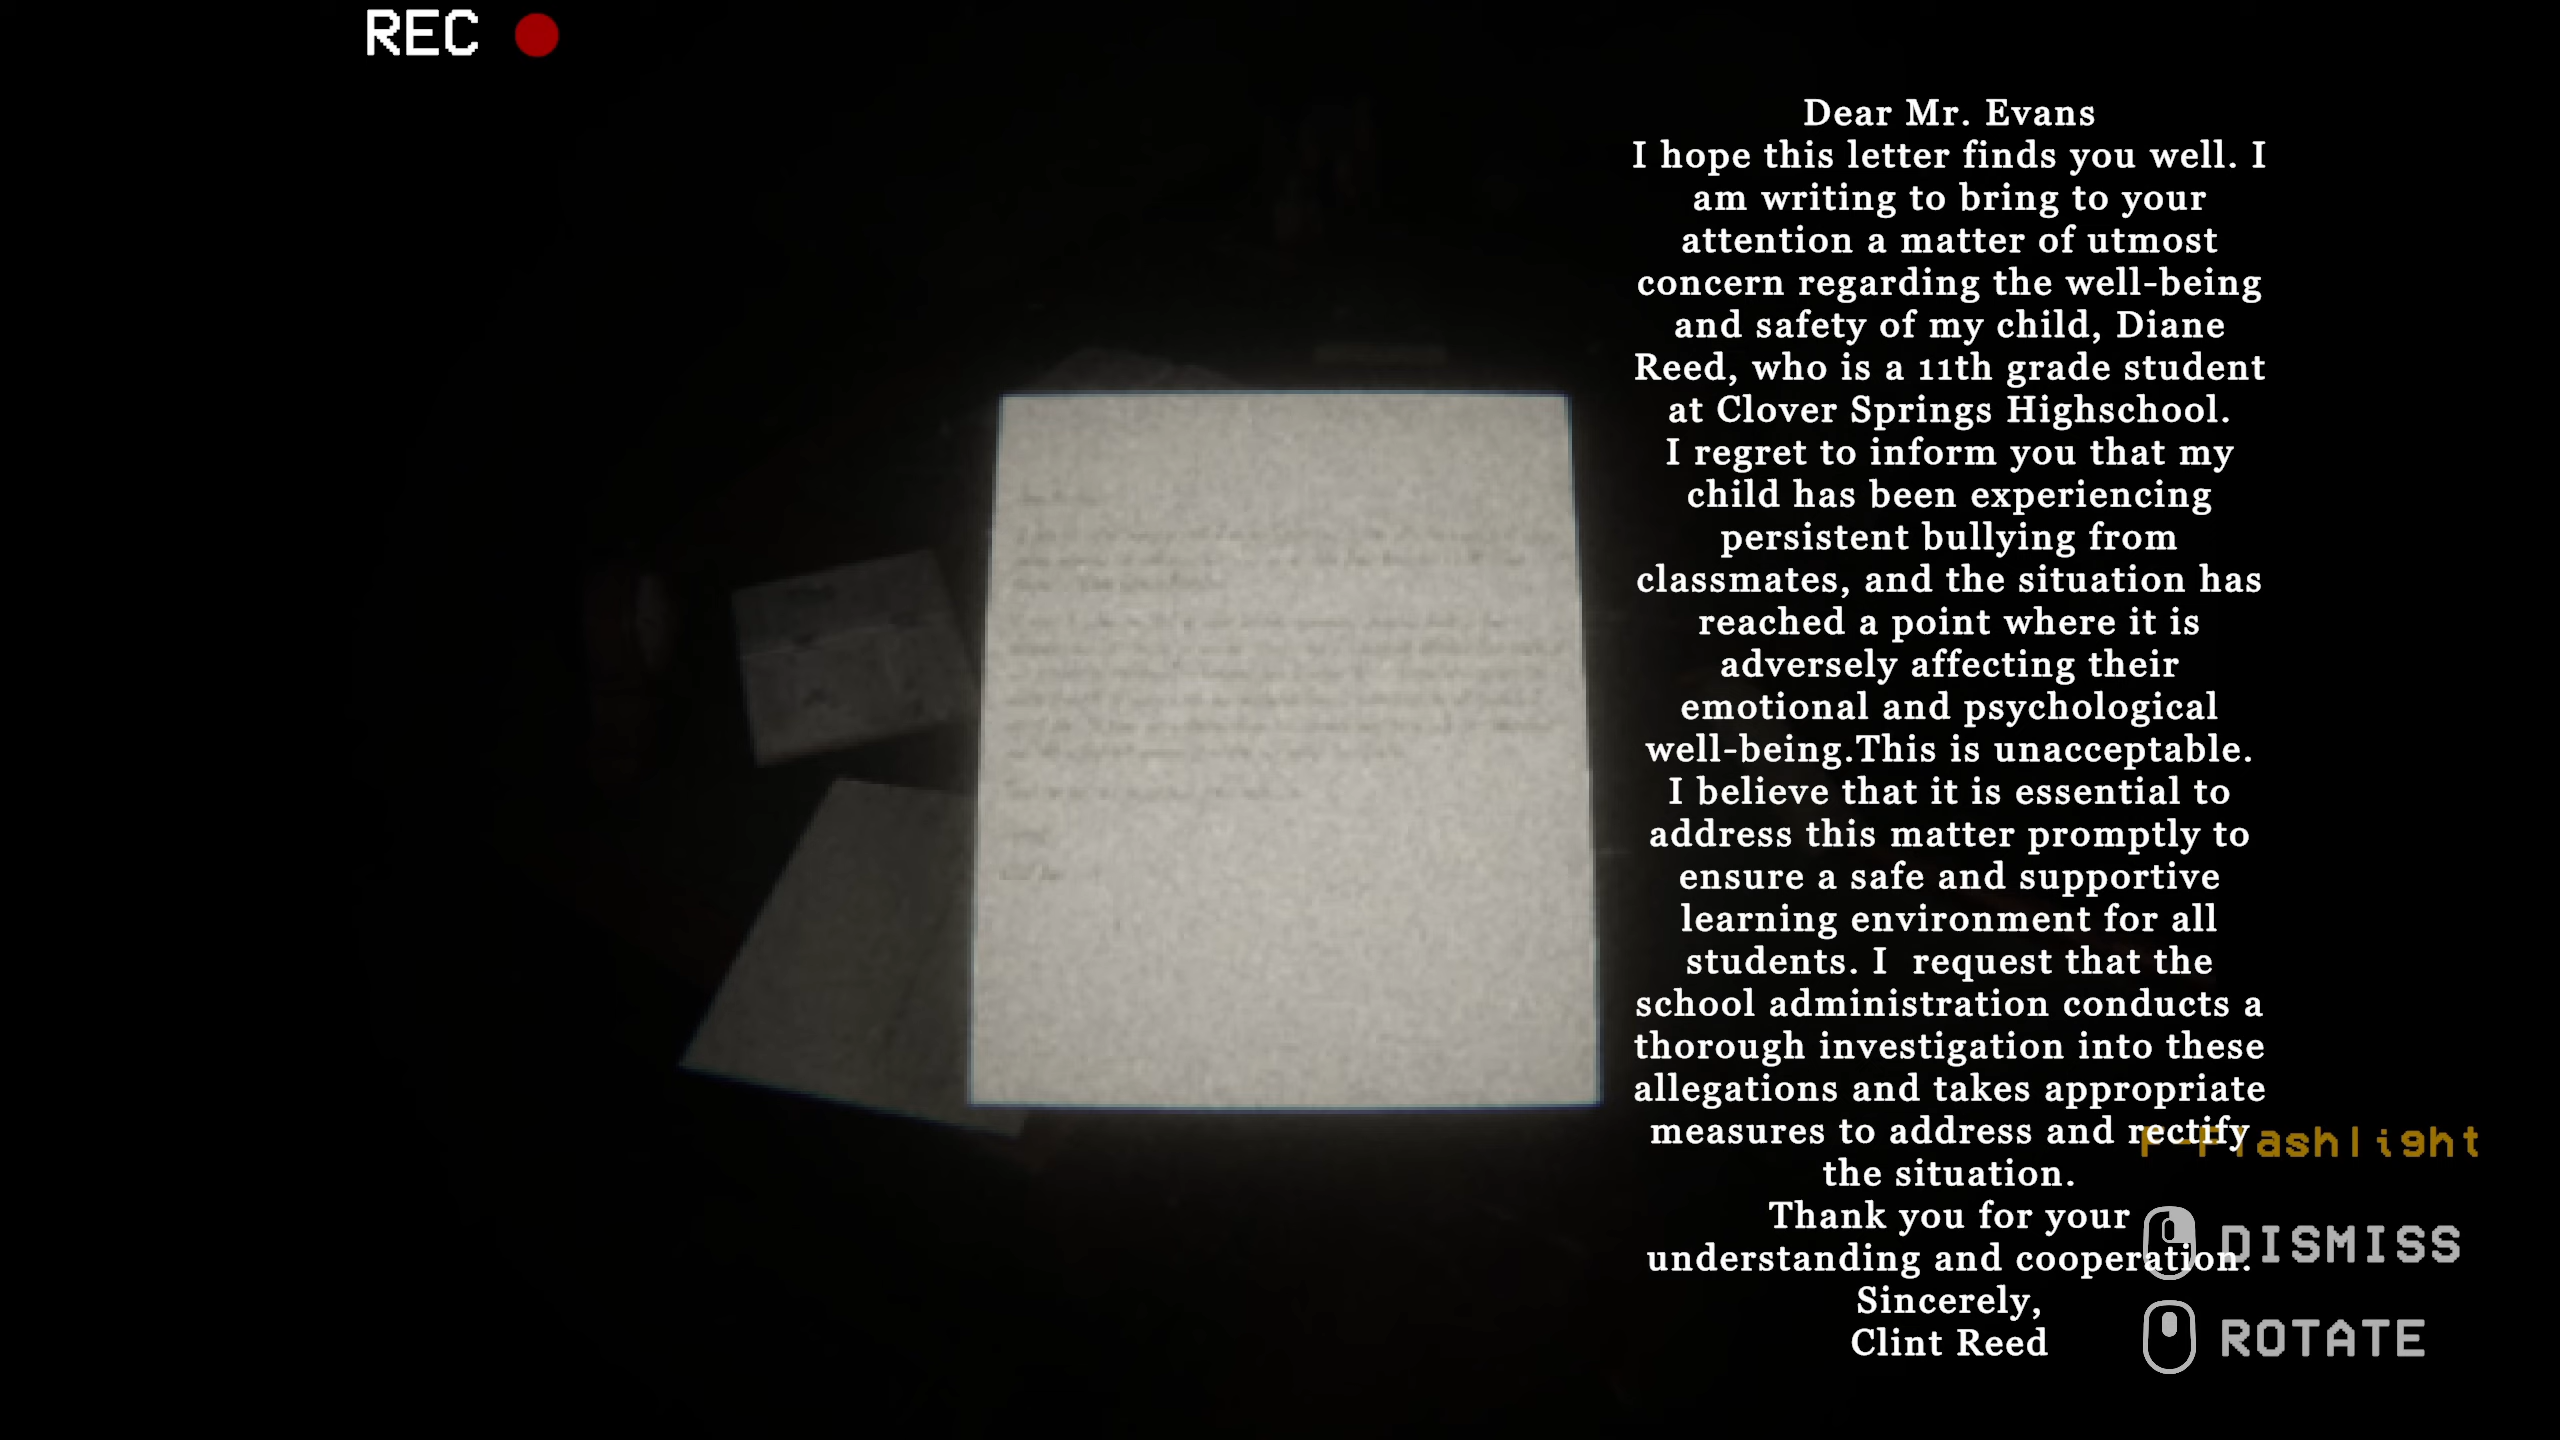 REC
Dear Mr. Evans
I hope this letter finds you well. I
am writing to bring to your
attention a matter of utmost
concern regarding the well-being
and safety of my child, Diane
Reed, who is a 11th grade student
at Clover Springs Highschool.
I regret to inform you that my
child has been experiencing
persistent bullying from
classmates, and the situation has
reached a point where it is
adversely affecting their
emotional and psychological
well-being.This is unacceptable.
I believe that it is essential to
address this matter promptly to
ensure a safe and supportive
learning environment for all
students. I  request that the
school administration conducts a
thorough investigation into these
allegations and takes appropriate
measures to address and rectify
the situation.
Thank you for your
understanding and cooperation.
Sincerely,
Clint Reed
F-Flashlight
DISMISS
ROTATE